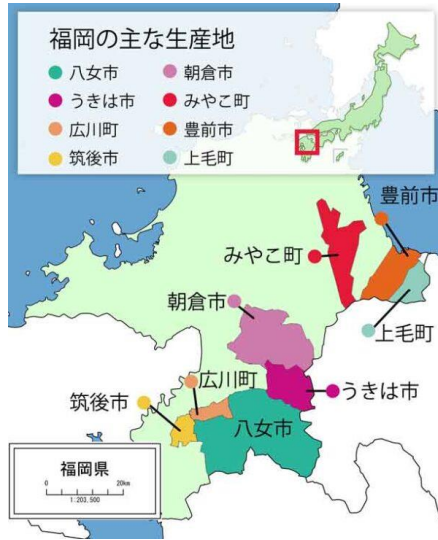 福岡の主な生産地
八女市
朝倉市
うきは市
みやこ町
広川町
豊前市
筑後市
上毛町
豊前市
みやこ町
朝倉市
上毛町
広川町
うきは市
筑後市
八女市
福岡県
0 20km
1:203,500